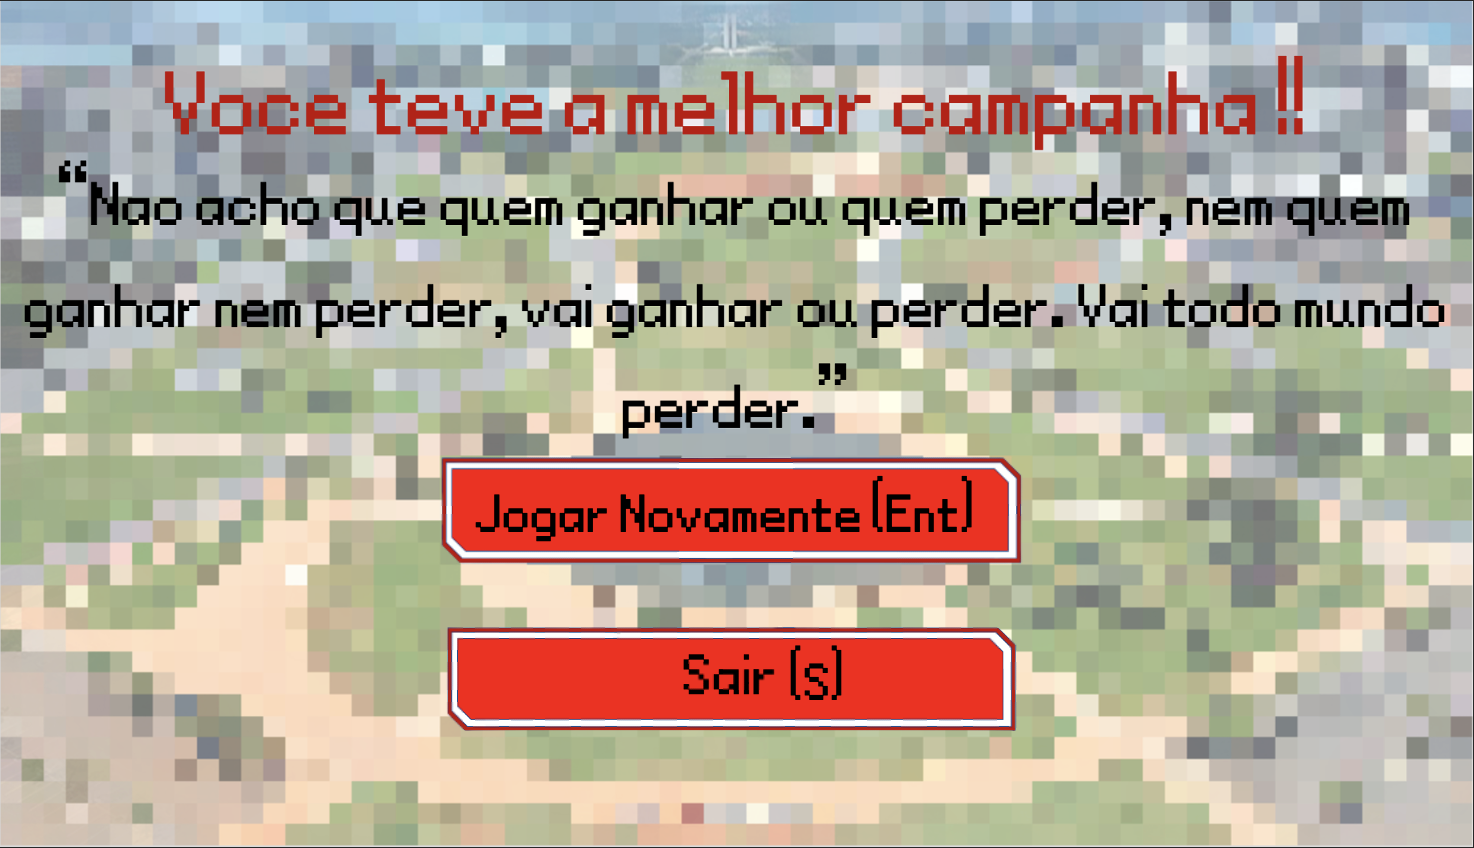 Voce teve a melhor campanha!!
“Nao acho que quem ganhar ou quem perder, nem quem
ganhar nem perder, vai ganhar ou perder. Vai todo mundo
perder.”
Jogar Novamente (Ent)
Sair (S)